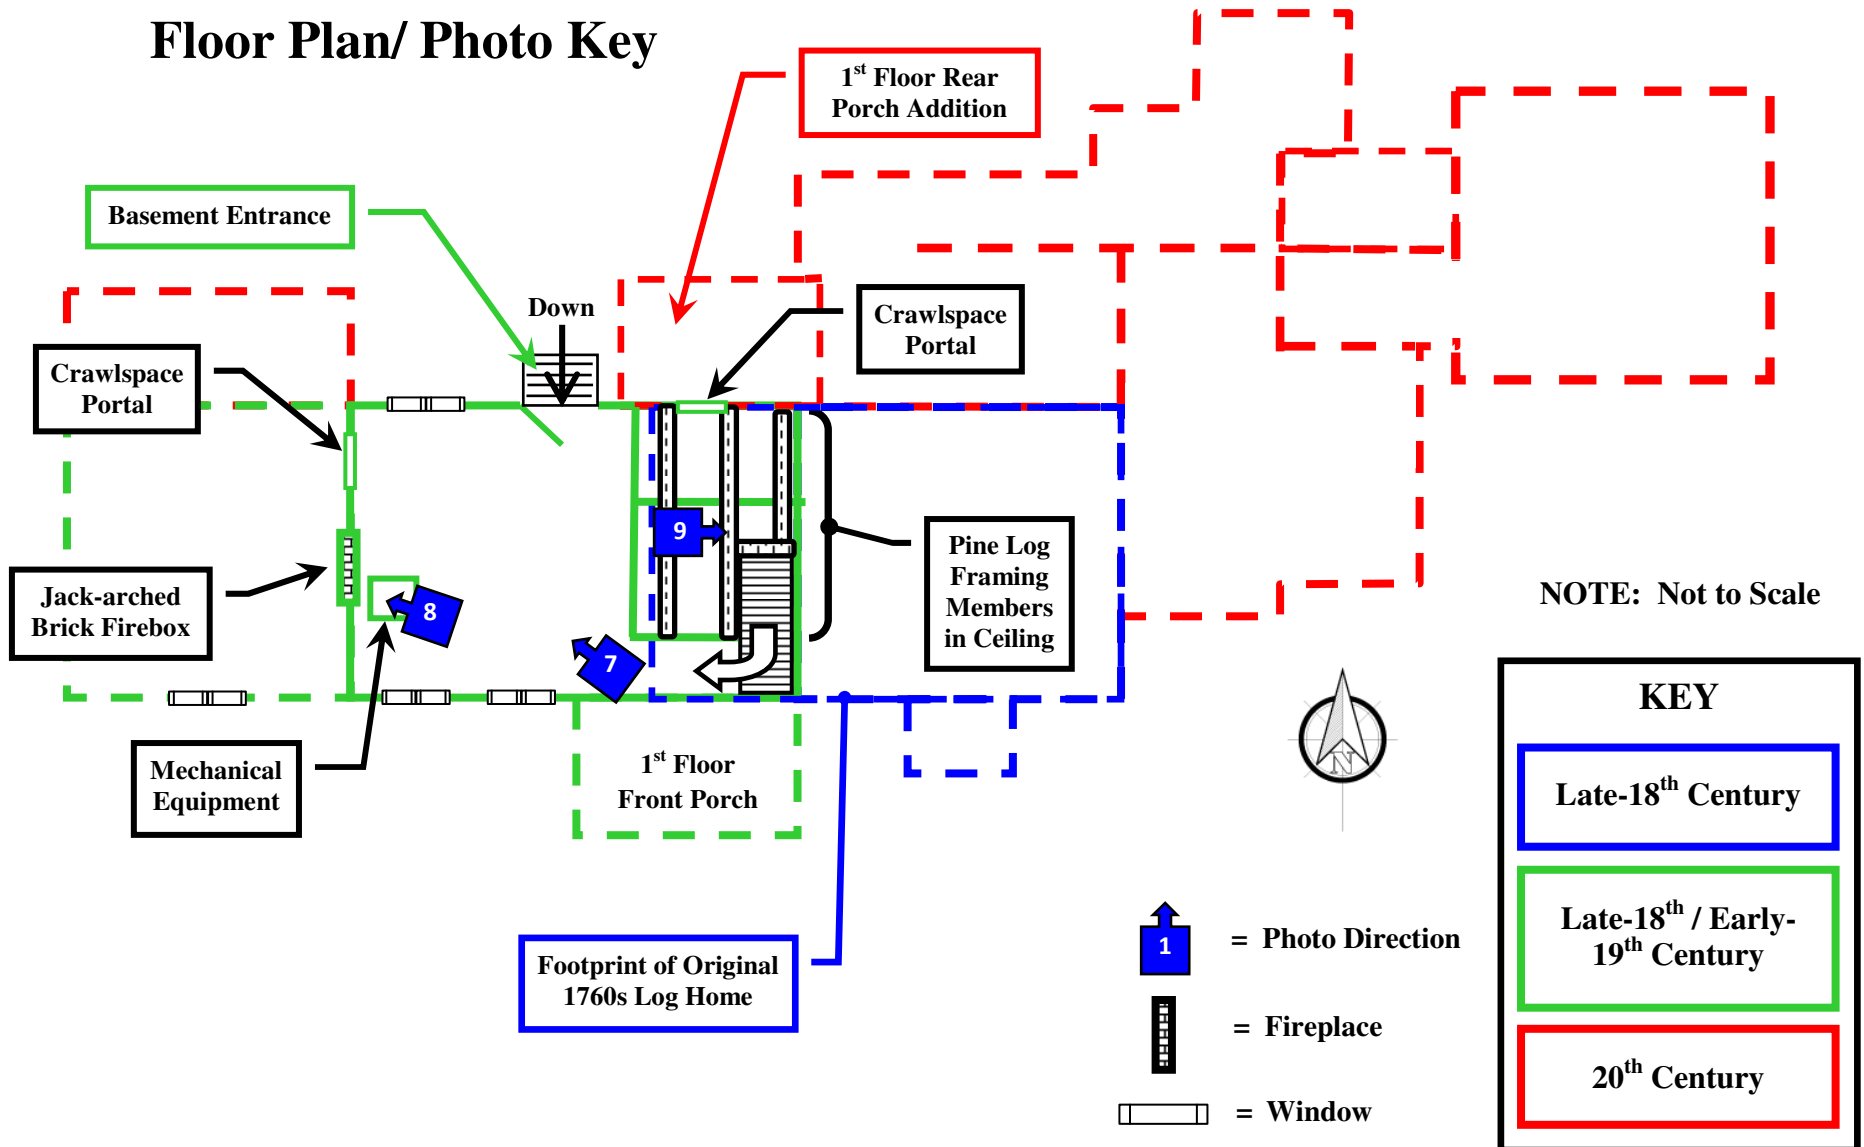 Floor Plan/ Photo Key
1st Floor Rear
Porch Addition
Basement Entrance
Down
Crawlspace
Portal
Crawlspace
Portal
9
Pine Log
Framing
Members
in Ceiling
Jack-arched
Brick Firebox
8
7
NOTE: Not to Scale
Mechanical
Equipment
1st Floor
Front Porch
N
Footprint of Original
1760s Log Home
1
= Photo Direction
= Fireplace
= Window
KEY
Late-18th Century
Late-18th / Early-
19th Century
20th Century